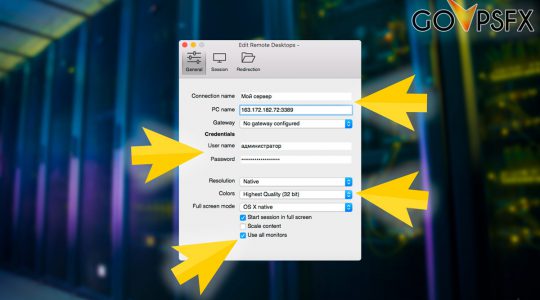 GOVPSFX
Edit Remote Desktops -
General
Session
Redirection
Connection name Мой сервер
PC name 163.172.182.72:3389
Gateway No gateway configured
Credentials
User name администратор
Password ••••••••••••••••••
Resolution Native
Colors Highest Quality (32 bit)
Full screen mode OS X native
Start session in full screen
Scale content
Use all monitors